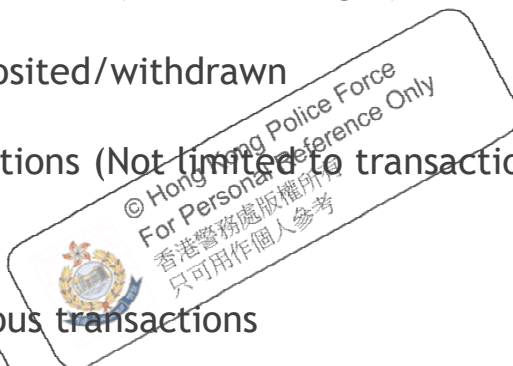 osited/withdrawn
tions (Not limited to transactio
ous transactions
© Hong Kong Police Force
For Personal Reference Only
香港警務處版權所有
只可用作個人參考